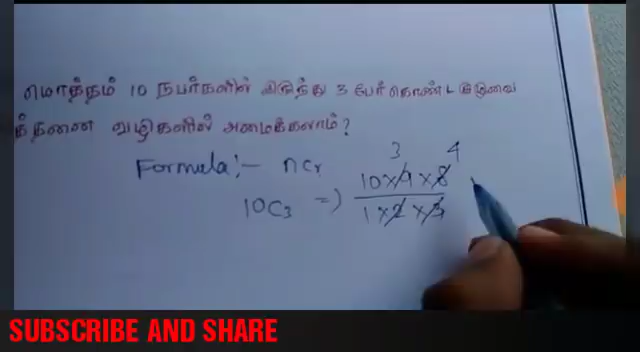 மொத்தம் 10 நபர்களில் இருந்து 3 பேர் கொண்ட குழுவை
த்தனை வழிகளில் அமைக்கலாம்?
Formula:- nCr
3 4
10C3 => 10×9×8
1×2×3
SUBSCRIBE AND SHARE